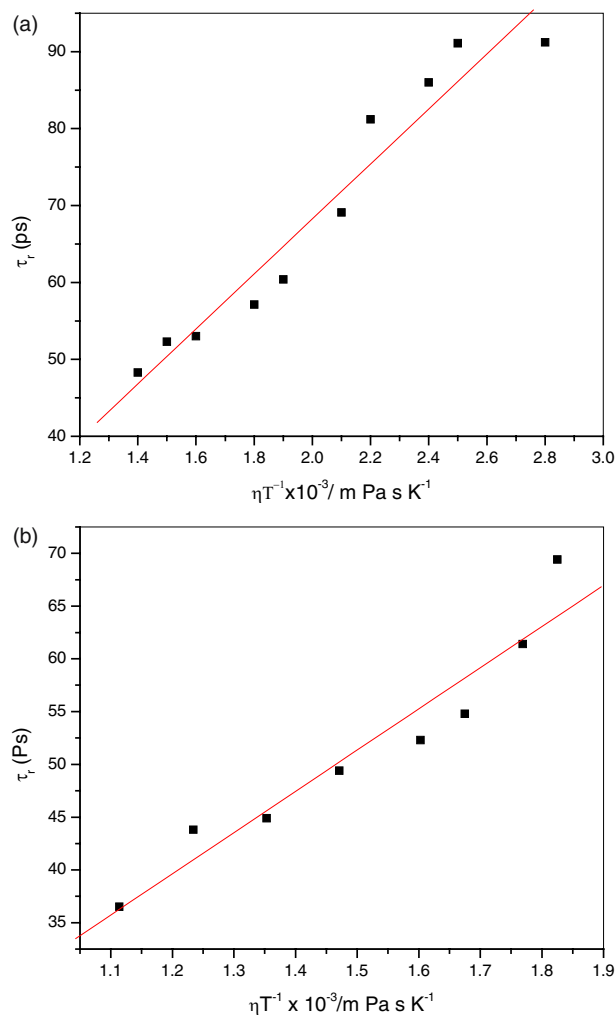 (a)
90
80
70
60
50
40
τr (ps)
1.2 1.4 1.6 1.8 2.0 2.2 2.4 2.6 2.8 3.0
ηT⁻¹x10⁻³/ m Pa s K⁻¹
(b)
70
65
60
55
50
45
40
35
τr (Ps)
1.1 1.2 1.3 1.4 1.5 1.6 1.7 1.8 1.9
ηT⁻¹ x 10⁻³/m Pa s K⁻¹